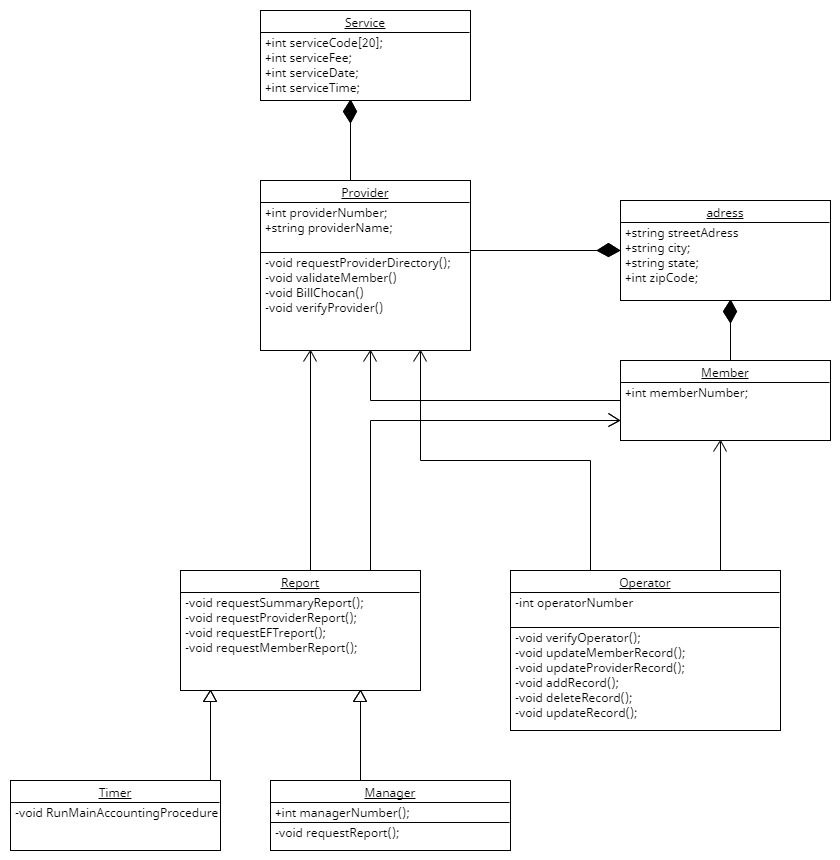 Service
+int serviceCode[20];
+int serviceFee;
+int serviceDate;
+int serviceTime;
Provider
+int providerNumber;
+string providerName;
-void requestProviderDirectory();
-void validateMember()
-void BillChocan()
-void verifyProvider()
adress
+string streetAdress
+string city;
+string state;
+int zipCode;
Member
+int memberNumber;
Report
-void requestSummaryReport();
-void requestProviderReport();
-void requestEFTreport();
-void requestMemberReport();
Operator
-int operatorNumber
-void verifyOperator();
-void updateMemberRecord();
-void updateProviderRecord();
-void addRecord();
-void deleteRecord();
-void updateRecord();
Timer
-void RunMainAccountingProcedure
Manager
+int managerNumber();
-void requestReport();